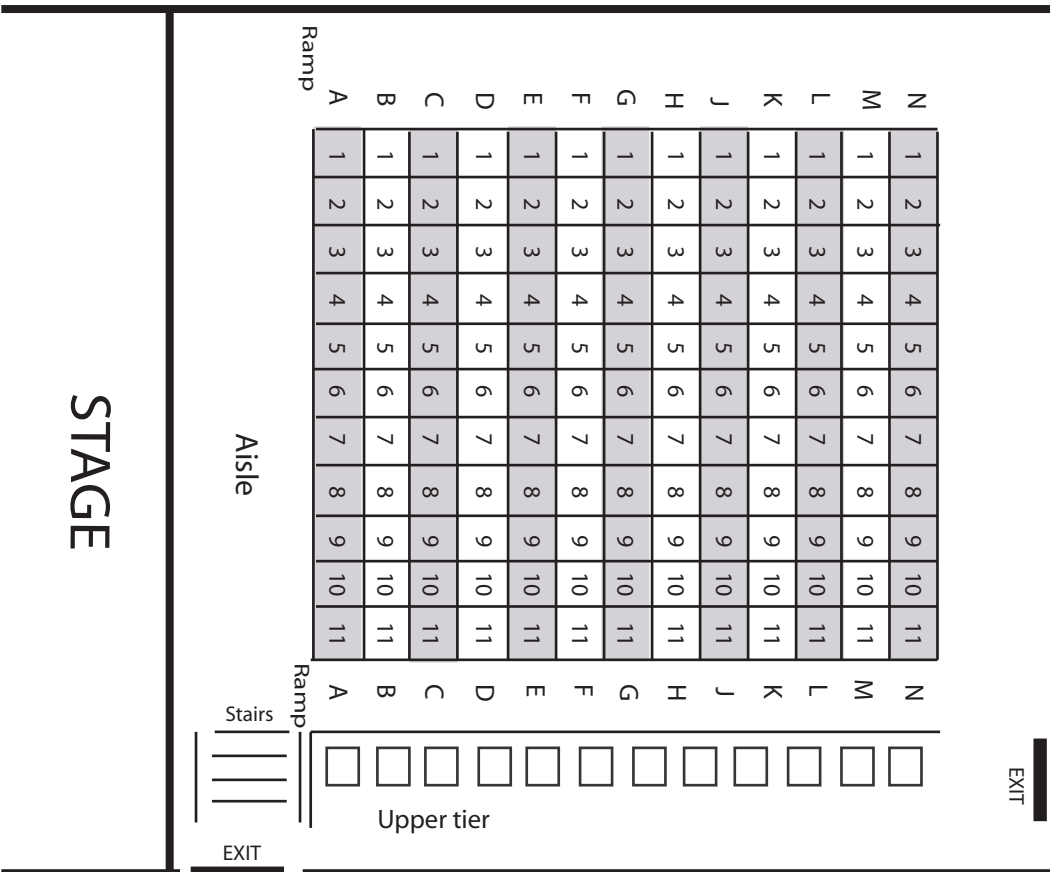 Ramp
A B C D E F G H J K L M N
1 1 1 1 1 1 1 1 1 1 1 1 1
2 2 2 2 2 2 2 2 2 2 2 2 2
3 3 3 3 3 3 3 3 3 3 3 3 3
4 4 4 4 4 4 4 4 4 4 4 4 4
5 5 5 5 5 5 5 5 5 5 5 5 5
6 6 6 6 6 6 6 6 6 6 6 6 6
7 7 7 7 7 7 7 7 7 7 7 7 7
8 8 8 8 8 8 8 8 8 8 8 8 8
9 9 9 9 9 9 9 9 9 9 9 9 9
10 10 10 10 10 10 10 10 10 10 10 10 10
11 11 11 11 11 11 11 11 11 11 11 11 11
STAGE
Aisle
Ramp
A B C D E F G H J K L M N
Stairs
Upper tier
EXIT
EXIT